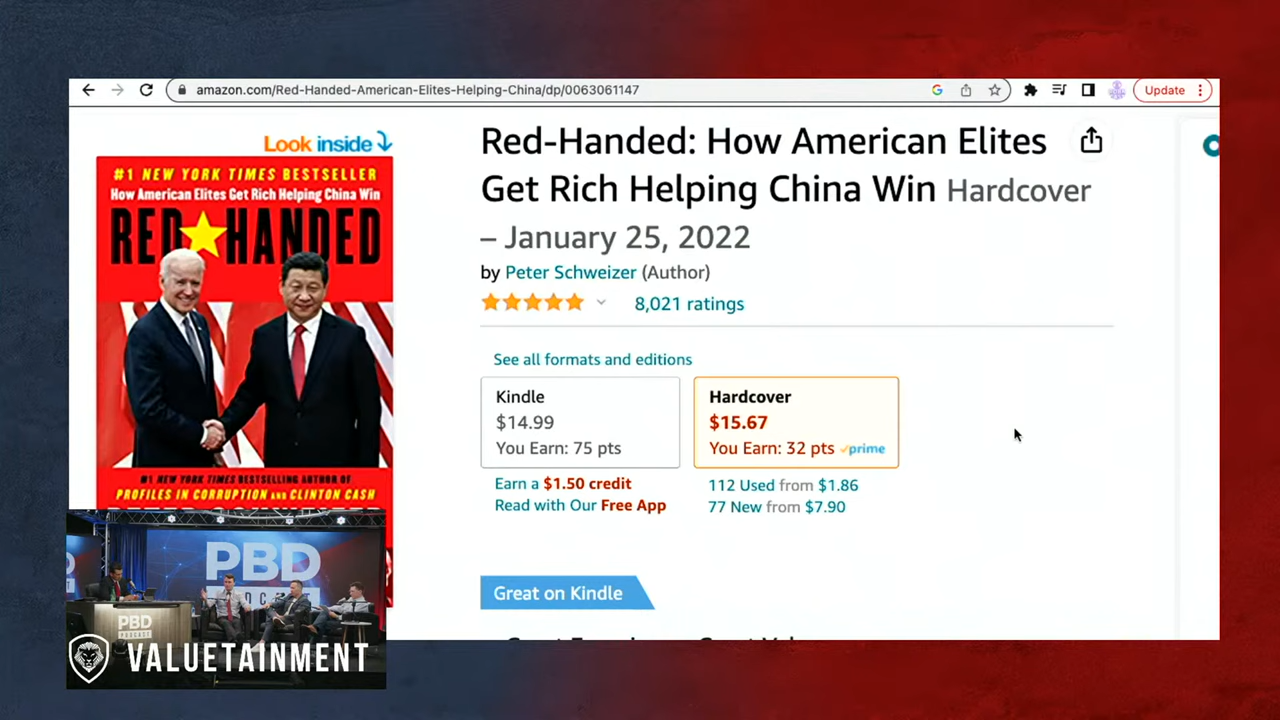 amazon.com/Red-Handed-American-Elites-Helping-China/dp/0063061147
Update
Look inside
#1 NEW YORK TIMES BESTSELLER
How American Elites Get Rich Helping China Win
RED HANDED
#1 NEW YORK TIMES BESTSELLING AUTHOR OF
PROFILES IN CORRUPTION AND CLINTON CASH
Red-Handed: How American Elites
Get Rich Helping China Win Hardcover
– January 25, 2022
by Peter Schweizer (Author)
8,021 ratings
See all formats and editions
Kindle
$14.99
You Earn: 75 pts
Hardcover
$15.67
You Earn: 32 pts prime
Earn a $1.50 credit
Read with Our Free App
112 Used from $1.86
77 New from $7.90
Great on Kindle
PBD
PODCAST
PBD
PODCAST
VALUETAINMENT